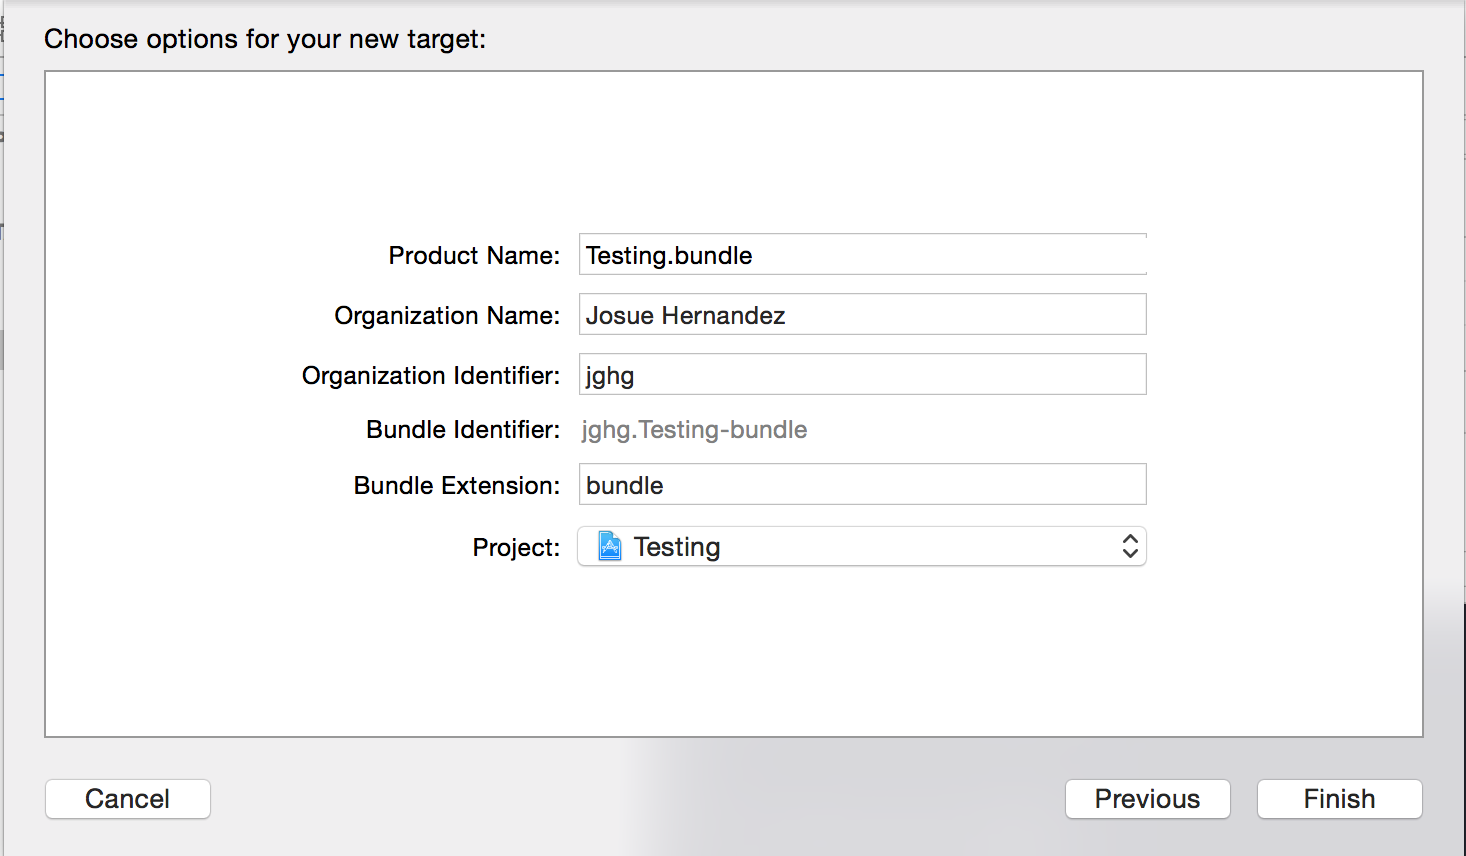 Choose options for your new target:
Product Name: Testing.bundle
Organization Name: Josue Hernandez
Organization Identifier: jghg
Bundle Identifier: jghg.Testing-bundle
Bundle Extension: bundle
Project: Testing
Cancel Previous Finish